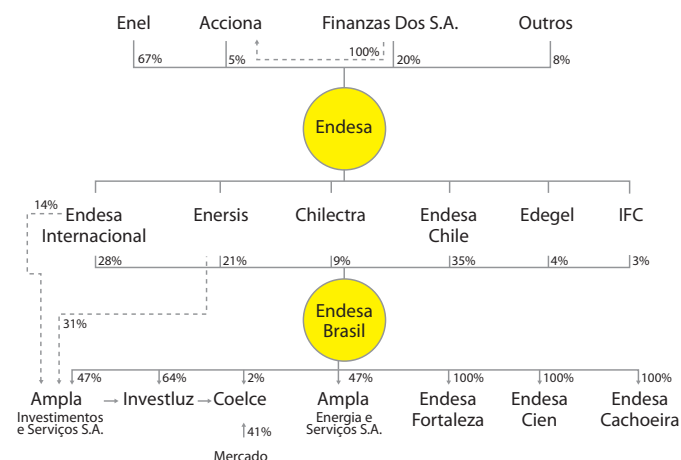 Enel Acciona Finanzas Dos S.A. Outros
67% 5% 100% 20% 8%
Endesa
14%
Endesa Internacional
Enersis
Chilectra
Endesa Chile
Edegel
IFC
28% 21% 9% 35% 4% 3%
Endesa
Brasil
31%
47% 64% 2% 47% 100% 100% 100%
Ampla
Investimentos
e Serviços S.A.
Investluz
Coelce
Ampla
Energia e
Serviços S.A.
Endesa
Fortaleza
Endesa
Cien
Endesa
Cachoeira
41%
Mercado